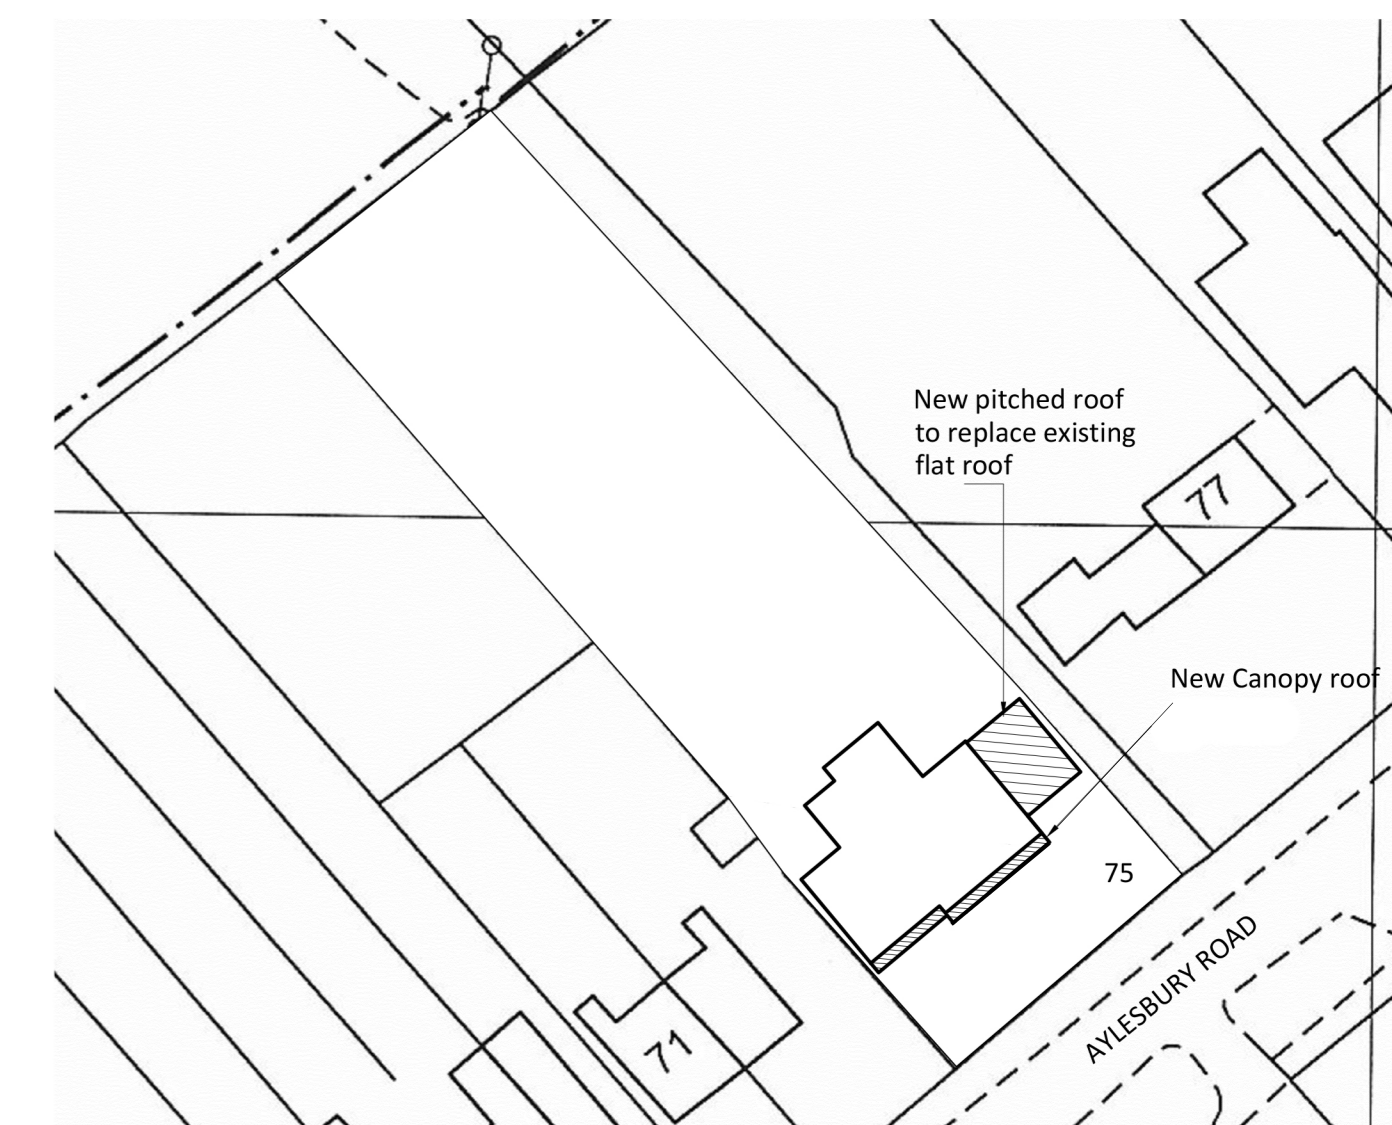 New pitched roof
to replace existing
flat roof
77
New Canopy roof
75
AYLESBURY ROAD
71